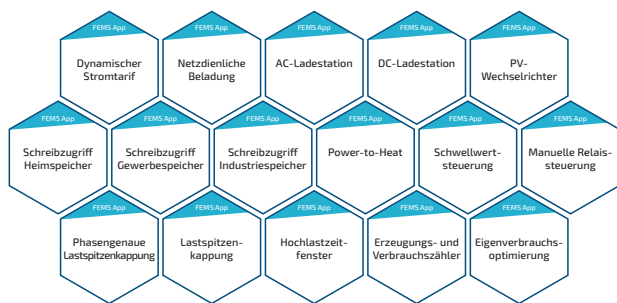 FEMS App
Dynamischer
Stromtarif
FEMS App
Netzdienliche
Beladung
FEMS App
AC-Ladestation
FEMS App
DC-Ladestation
FEMS App
PV-
Wechselrichter
FEMS App
Schreibzugriff
Heimspeicher
FEMS App
Schreibzugriff
Gewerbespeicher
FEMS App
Schreibzugriff
Industriespeicher
FEMS App
Power-to-Heat
FEMS App
Schwellwert-
steuerung
FEMS App
Manuelle Relais-
steuerung
FEMS App
Phasengenaue
Lastspitzenkappung
FEMS App
Lastspitzen-
kappung
FEMS App
Hochlastzeit-
fenster
FEMS App
Erzeugungs- und
Verbrauchszähler
FEMS App
Eigenverbrauchs-
optimierung